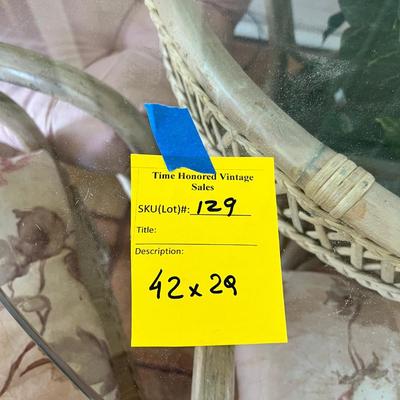 Time Honored Vintage
Sales
SKU(Lot)#: 129
Title:
Description:
42 x 29